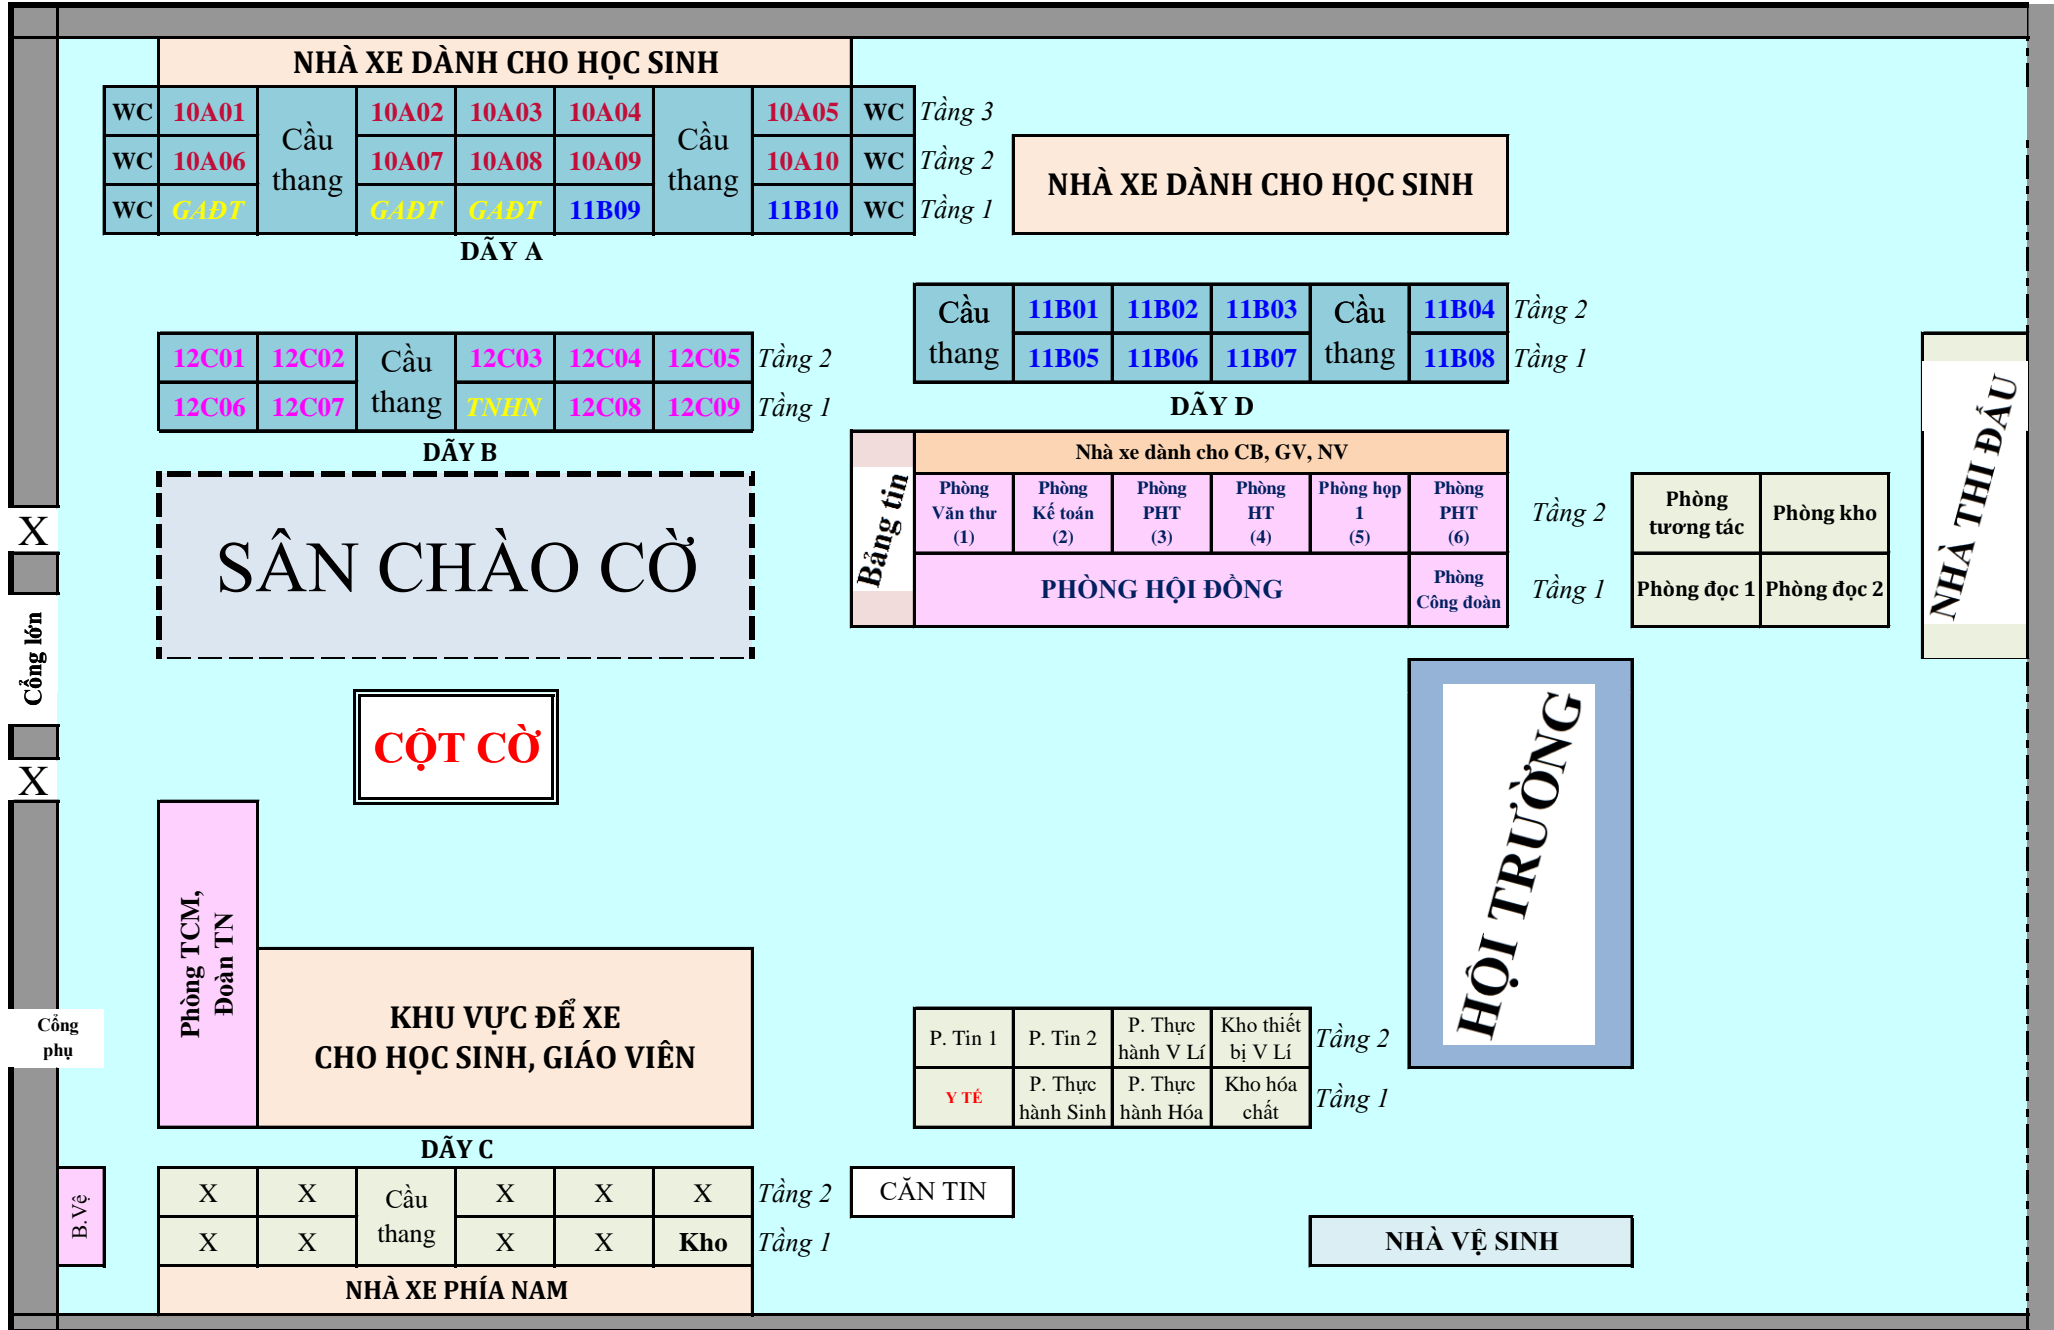 NHÀ XE DÀNH CHO HỌC SINH
WC 10A01 Cầu thang 10A02 10A03 10A04 Cầu thang 10A05 WC Tầng 3
WC 10A06 10A07 10A08 10A09 10A10 WC Tầng 2
WC GAĐT GAĐT GAĐT 11B09 11B10 WC Tầng 1
DÃY A
NHÀ XE DÀNH CHO HỌC SINH
Cầu thang 11B01 11B02 11B03 Cầu thang 11B04 Tầng 2
11B05 11B06 11B07 11B08 Tầng 1
DÃY D
12C01 12C02 Cầu thang 12C03 12C04 12C05 Tầng 2
12C06 12C07 TNHN 12C08 12C09 Tầng 1
DÃY B
SÂN CHÀO CỜ
CỘT CỜ
X
Cổng lớn
X
Cổng
phụ
Bảng tin
Nhà xe dành cho CB, GV, NV
Phòng
Văn thư
(1)
Phòng
Kế toán
(2)
Phòng
PHT
(3)
Phòng
HT
(4)
Phòng họp
1
(5)
Phòng
PHT
(6)
Tầng 2
PHÒNG HỘI ĐỒNG
Phòng
Công đoàn
Tầng 1
Phòng
tương tác
Phòng kho
Phòng đọc 1
Phòng đọc 2
NHÀ THI ĐẤU
HỘI TRƯỜNG
Phòng TCM,
Đoàn TN
KHU VỰC ĐỂ XE
CHO HỌC SINH, GIÁO VIÊN
P. Tin 1
P. Tin 2
P. Thực
hành V Lí
Kho thiết
bị V Lí
Tầng 2
Y TẾ
P. Thực
hành Sinh
P. Thực
hành Hóa
Kho hóa
chất
Tầng 1
DÃY C
B.Vệ
X X Cầu thang X X X Tầng 2
X X X X Kho Tầng 1
NHÀ XE PHÍA NAM
CĂN TIN
NHÀ VỆ SINH